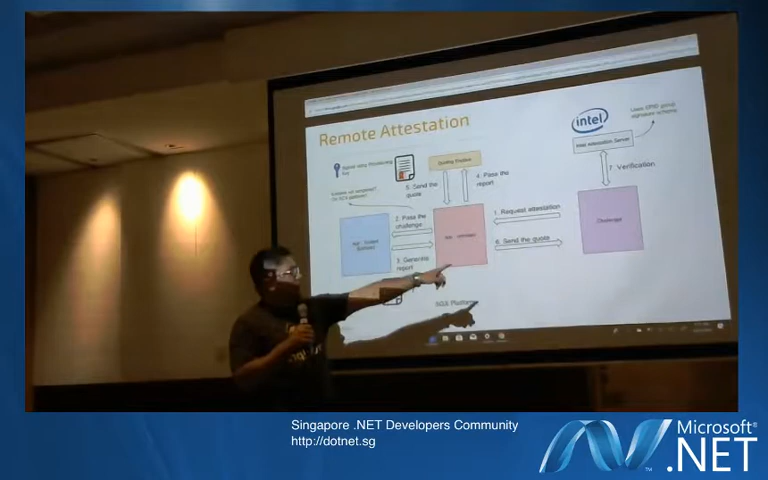 Remote Attestation
intel
Intel Attestation Server
Uses EPID group
signature scheme
Quoting Enclave
5. Send the
quote
4. Pass the
report
7. Verification
2. Pass the
challenge
1. Request attestation
3. Generate
report
6. Send the quote
Challenge
SGX Platform
Singapore .NET Developers Community
http://dotnet.sg
Microsoft®
.NET
TM